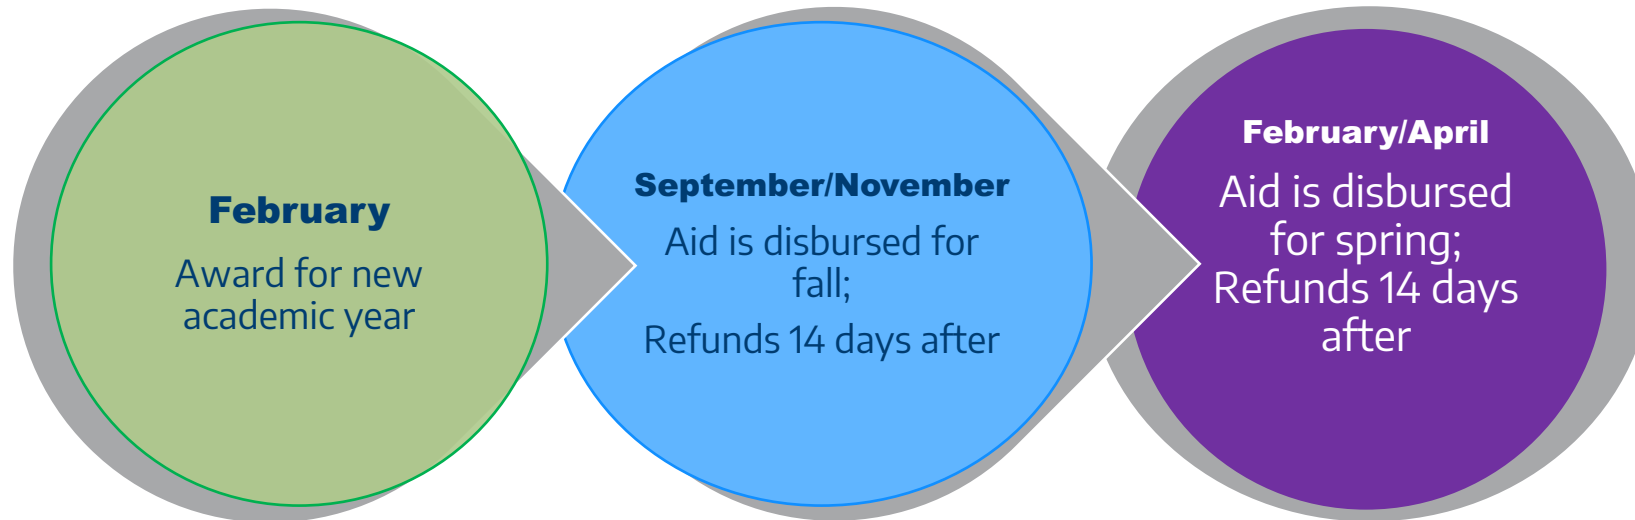 February
Award for new
academic year
September/November
Aid is disbursed for
fall;
Refunds 14 days after
February/April
Aid is disbursed
for spring;
Refunds 14 days
after